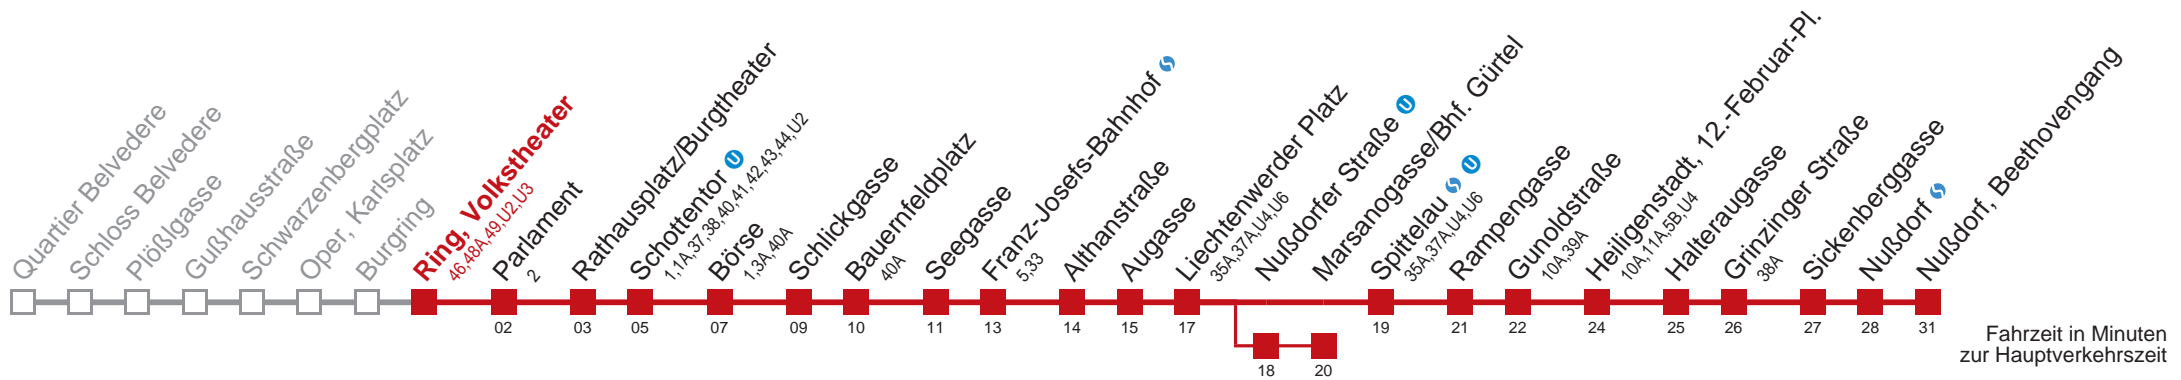 Quartier Belvedere
Schloss Belvedere
Plößlgasse
Gußhausstraße
Schwarzenbergplatz
Oper, Karlsplatz
Burgring
Ring, Volkstheater
46,48A,49,U2,U3
Parlament
2
Rathausplatz/Burgtheater
Schottentor U
1,1A,37,38,40,41,42,43,44,U2
Börse
1,3A,40A
Schlickgasse
Bauernfeldplatz
40A
Seegasse
Franz-Josefs-Bahnhof S
5,33
Althanstraße
Augasse
Liechtenwerder Platz
35A,37A,U4,U6
Nußdorfer Straße U
Marsanogasse/Bhf. Gürtel
Spittelau S U
35A,37A,U4,U6
Rampengasse
Gunoldstraße
10A,39A
Heiligenstadt, 12.-Februar-Pl.
10A,11A,5B,U4
Halteraugasse
Grinzinger Straße
38A
Sickenberggasse
Nußdorf S
Nußdorf, Beethovengang
02 03 05 07 09 10 11 13 14 15 17 19 21 22 24 25 26 27 28 31
18 20
Fahrzeit in Minuten
zur Hauptverkehrszeit